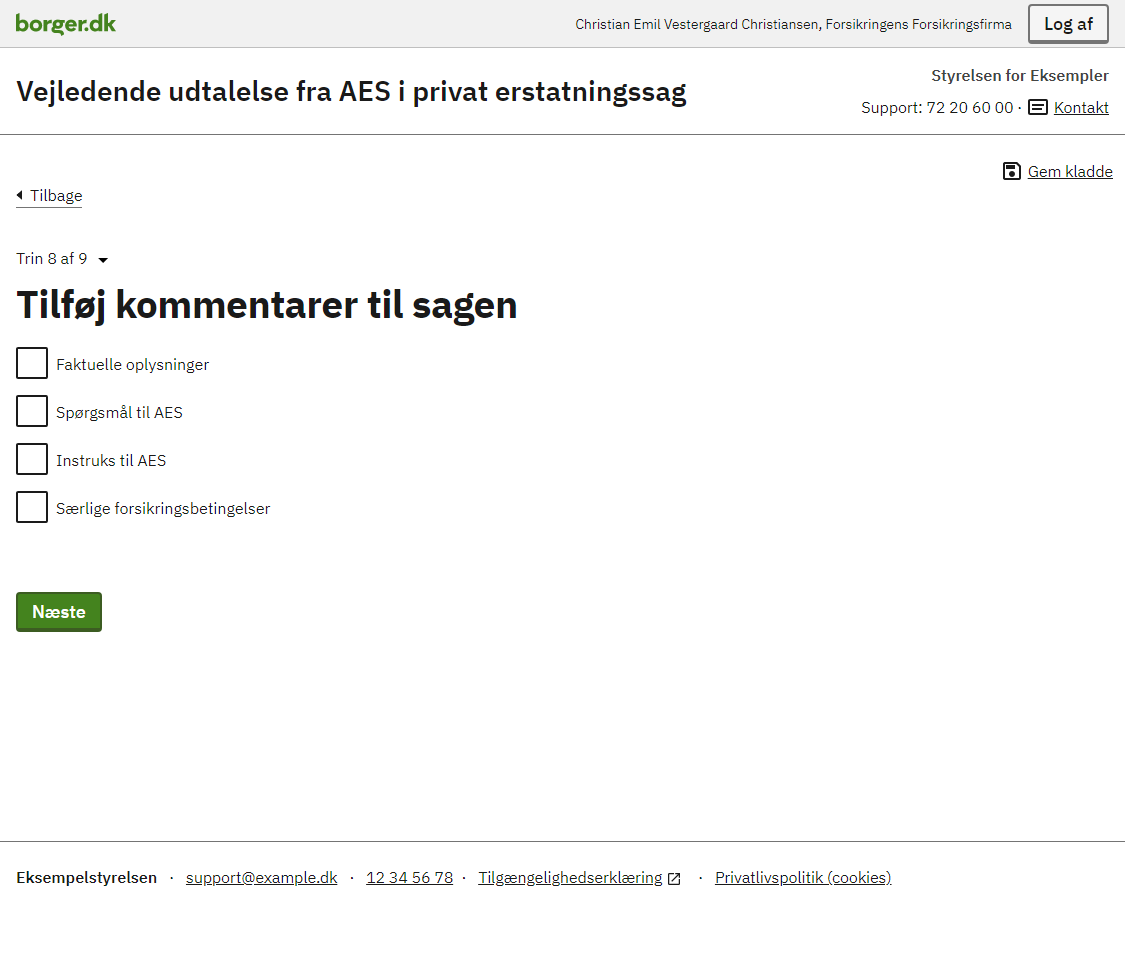 borger.dk
Christian Emil Vestergaard Christiansen, Forsikringens Forsikringsfirma
Log af
Vejledende udtalelse fra AES i privat erstatningssag
Styrelsen for Eksempler
Support: 72 20 60 00 · Kontakt
Gem kladde
Tilbage
Trin 8 af 9
Tilføj kommentarer til sagen
Faktuelle oplysninger
Spørgsmål til AES
Instruks til AES
Særlige forsikringsbetingelser
Næste
Eksempelstyrelsen · support@example.dk · 12 34 56 78 · Tilgængelighedserklæring · Privatlivspolitik (cookies)